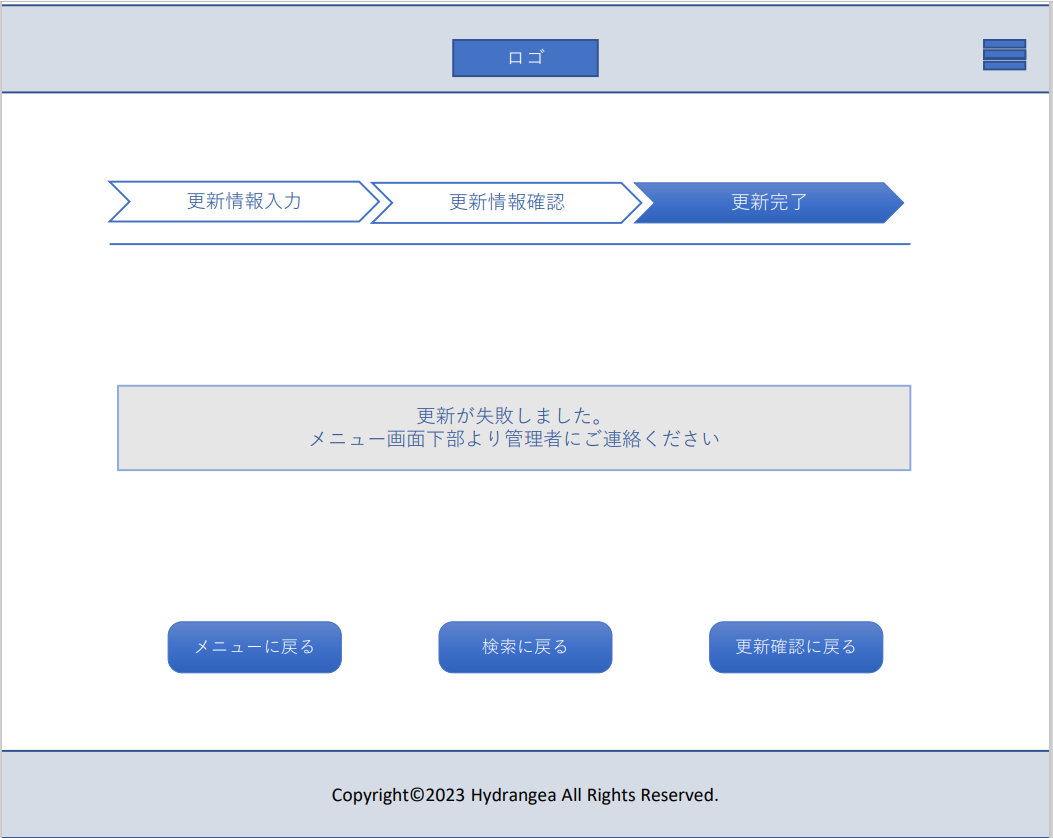 ロゴ
更新情報入力
更新情報確認
更新完了
更新が失敗しました。
メニュー画面下部より管理者にご連絡ください
メニューに戻る
検索に戻る
更新確認に戻る
Copyright©2023 Hydrangea All Rights Reserved.